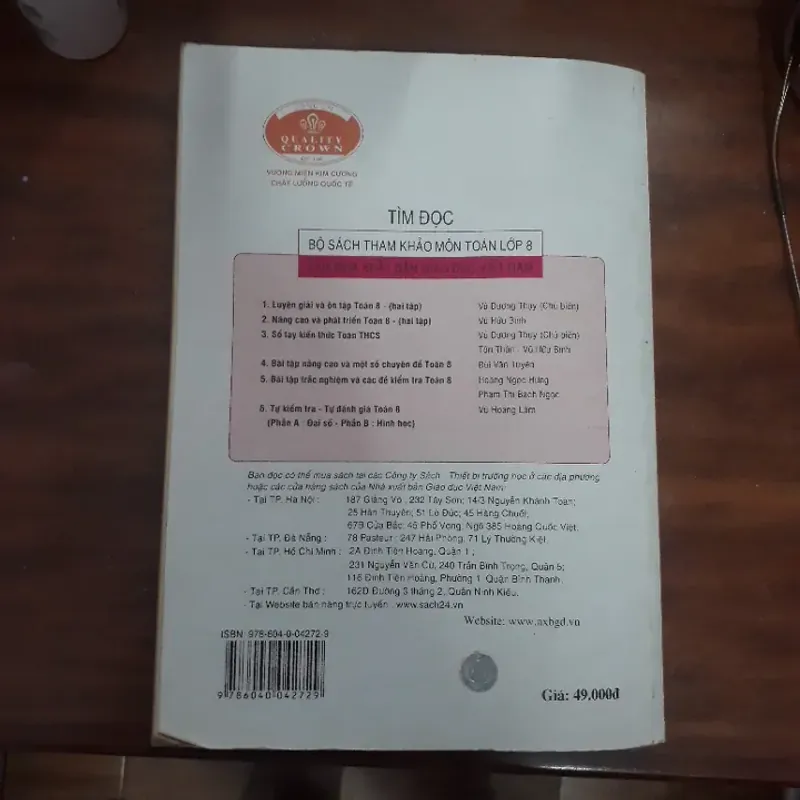 QUALITY
CROWN
VƯƠNG MIỆN KIM CƯƠNG
CHẤT LƯỢNG QUỐC TẾ
TÌM ĐỌC
BỘ SÁCH THAM KHẢO MÔN TOÁN LỚP 8
1. Luyện giải và ôn tập Toán 8 - (hai tập) Vũ Dương Thụy (Chủ biên)
2. Nâng cao và phát triển Toán 8 - (hai tập) Vũ Hữu Bình
3. Sổ tay kiến thức Toán THCS Vũ Dương Thụy (Chủ biên)
Tôn Thân - Vũ Hữu Bình
4. Bài tập nâng cao và một số chuyên đề Toán 8 Bùi Văn Tuyên
5. Bài tập trắc nghiệm và các đề kiểm tra Toán 8 Hoàng Ngọc Hưng
Phạm Thị Bạch Ngọc
6. Tự kiểm tra - Tự đánh giá Toán 8 Vũ Hoàng Lâm
(Phần A : Đại số - Phần B : Hình học)
Bạn đọc có thể mua sách tại các Công ty Sách - Thiết bị trường học ở các địa phương
hoặc các cửa hàng sách của Nhà xuất bản Giáo dục Việt Nam:
- Tại TP. Hà Nội : 187 Giảng Võ ; 232 Tây Sơn; 14/3 Nguyễn Khánh Toàn;
25 Hàn Thuyên; 51 Lò Đúc; 45 Hàng Chuối;
67B Cửa Bắc; 45 Phố Vọng; Ngõ 385 Hoàng Quốc Việt;
- Tại TP. Đà Nẵng : 78 Pasteur ; 247 Hải Phòng; 71 Lý Thường Kiệt.
- Tại TP. Hồ Chí Minh : 2A Đinh Tiên Hoàng, Quận 1 ;
231 Nguyễn Văn Cừ, 240 Trần Bình Trọng, Quận 5;
116 Đinh Tiên Hoàng, Phường 1 Quận Bình Thạnh.
- Tại TP. Cần Thơ : 162D Đường 3 tháng 2, Quận Ninh Kiều.
- Tại Website bán hàng trực tuyến : www.sach24.vn
Website: www.nxbgd.vn
ISBN 978-604-0-04272-9
9 786040 042729
Giá: 49.000đ